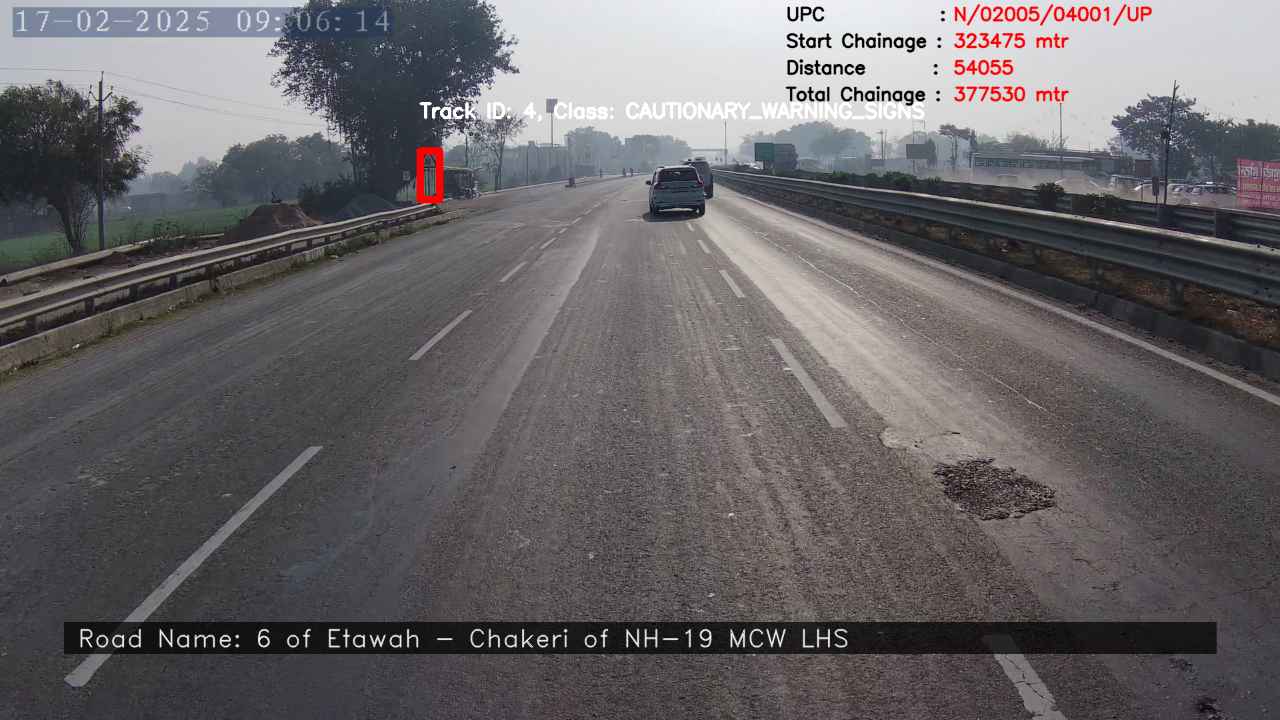 17-02-2025 09:06:14
UPC : N/02005/04001/UP
Start Chainage : 323475 mtr
Distance : 54055
Total Chainage : 377530 mtr
Track ID: 4, Class: CAUTIONARY_WARNING_SIGNS
Road Name: 6 of Etawah - Chakeri of NH-19 MCW LHS